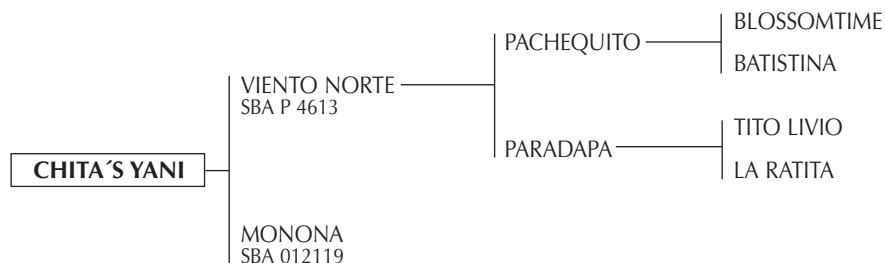 BLOSSOMTIME
PACHEQUITO
BATISTINA
VIENTO NORTE
SBA P 4613
TITO LIVIO
PARADAPA
LA RATITA
CHITA´S YANI
MONONA
SBA 012119